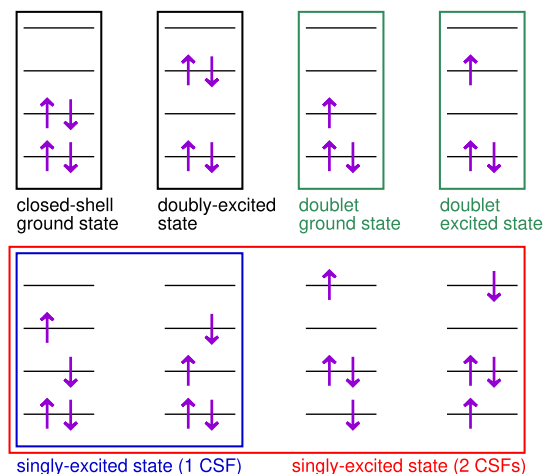 closed-shell
ground state
doubly-excited
state
doublet
ground state
doublet
excited state
singly-excited state (1 CSF)
singly-excited state (2 CSFs)